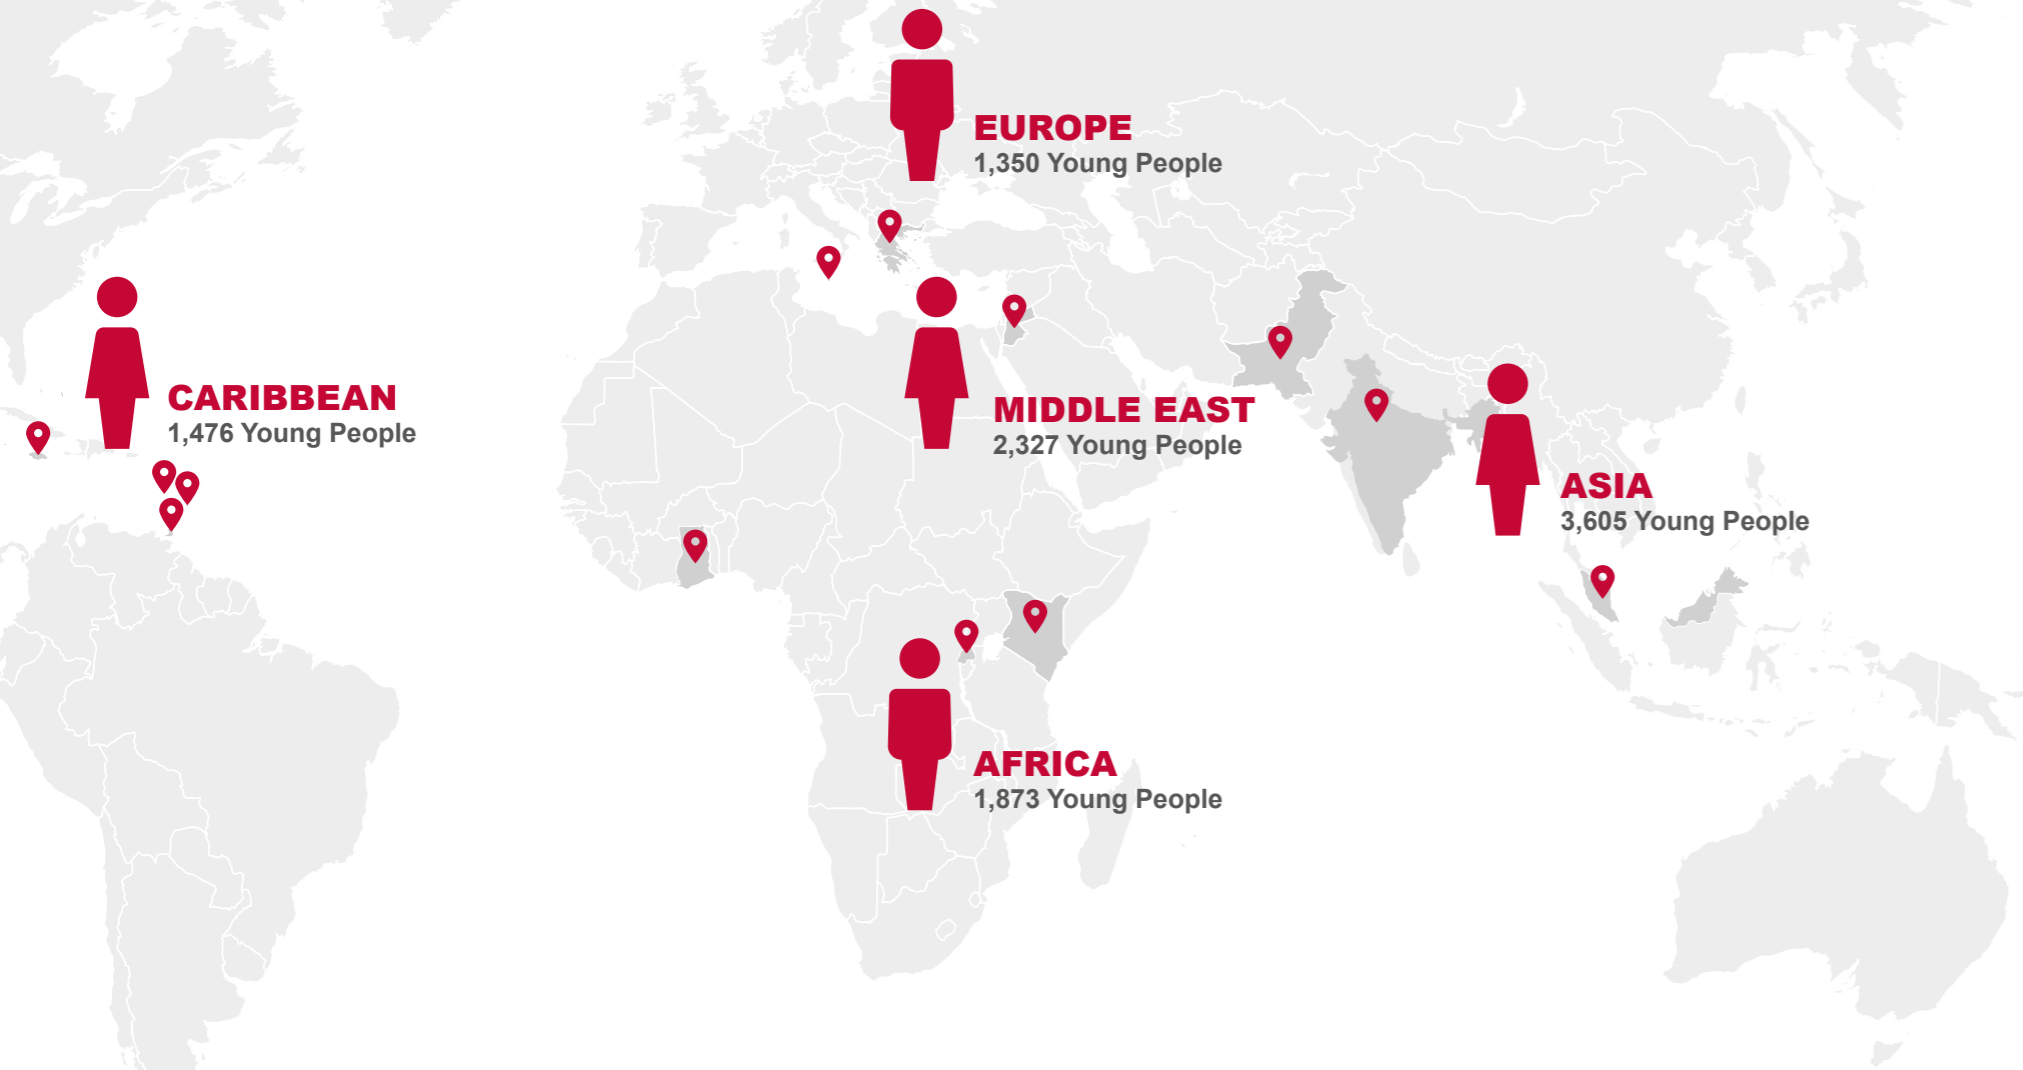 EUROPE
1,350 Young People
CARIBBEAN
1,476 Young People
MIDDLE EAST
2,327 Young People
ASIA
3,605 Young People
AFRICA
1,873 Young People